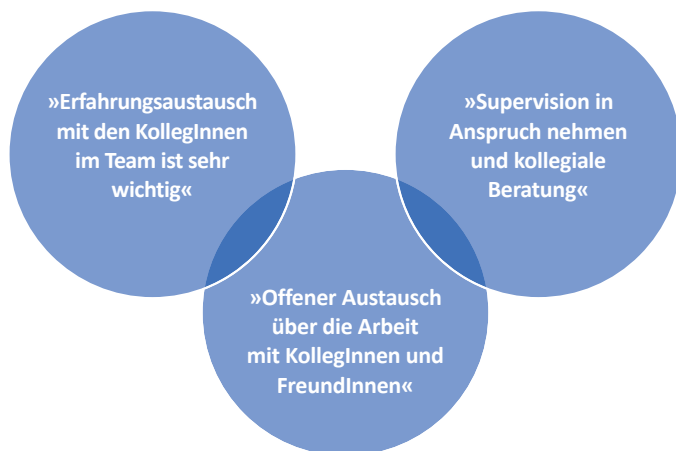 »Erfahrungsaustausch
mit den KollegInnen
im Team ist sehr
wichtig«
»Supervision in
Anspruch nehmen
und kollegiale
Beratung«
»Offener Austausch
über die Arbeit
mit KollegInnen und
FreundInnen«